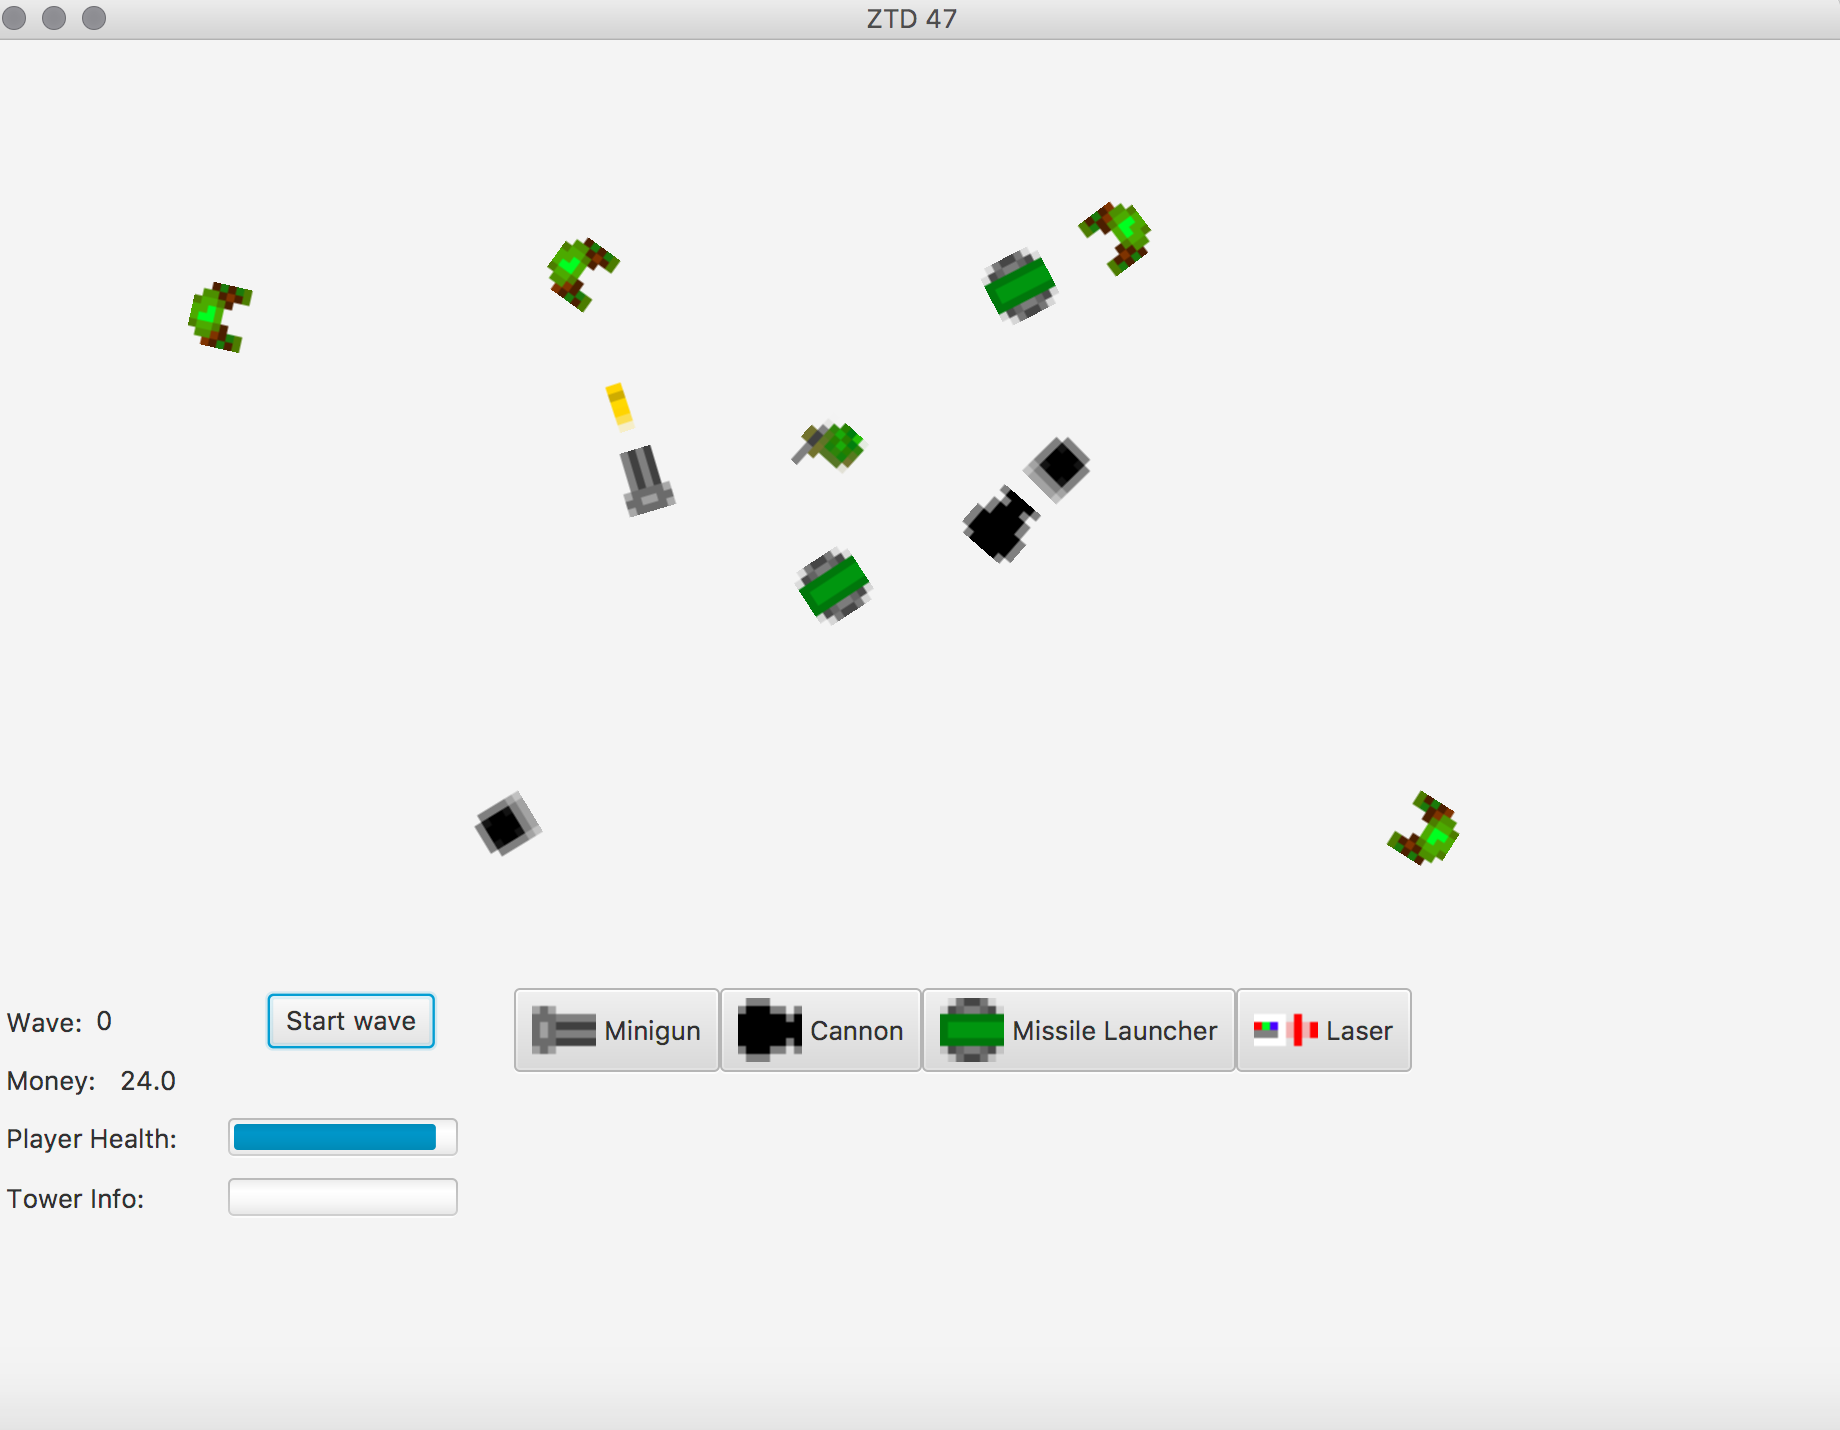 ZTD 47
Wave: 0
Start wave
Minigun
Cannon
Missile Launcher
Laser
Money: 24.0
Player Health:
Tower Info: